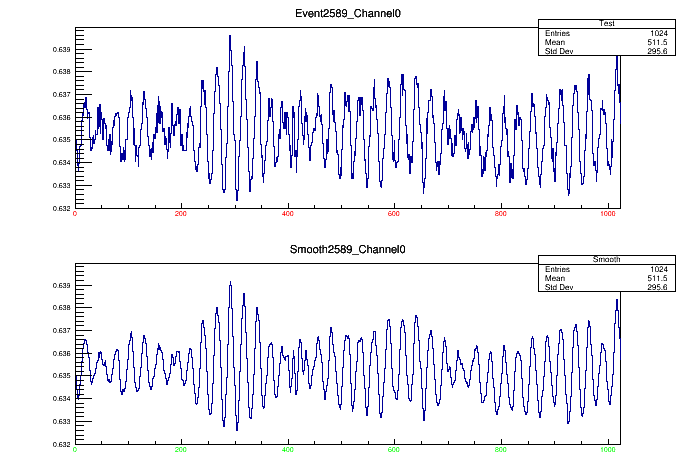 Event2589_Channel0
Test
Entries 1024
Mean 511.5
Std Dev 295.6
0.639
0.638
0.637
0.636
0.635
0.634
0.633
0.632
0 200 400 600 800 1000
Smooth2589_Channel0
Smooth
Entries 1024
Mean 511.5
Std Dev 295.6
0.639
0.638
0.637
0.636
0.635
0.634
0.633
0.632
0 200 400 600 800 1000